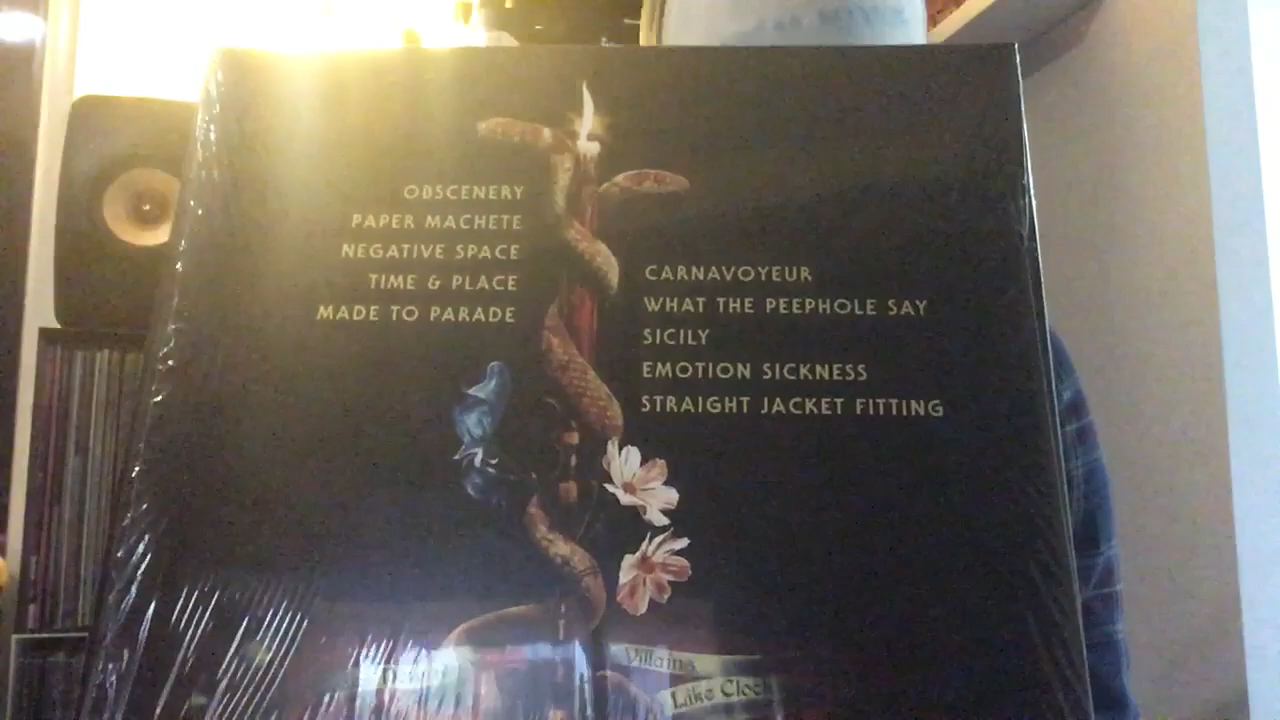 OBSCENERY
PAPER MACHETE
NEGATIVE SPACE
TIME & PLACE
MADE TO PARADE
CARNAVOYEUR
WHAT THE PEEPHOLE SAY
SICILY
EMOTION SICKNESS
STRAIGHT JACKET FITTING
Villains
Like